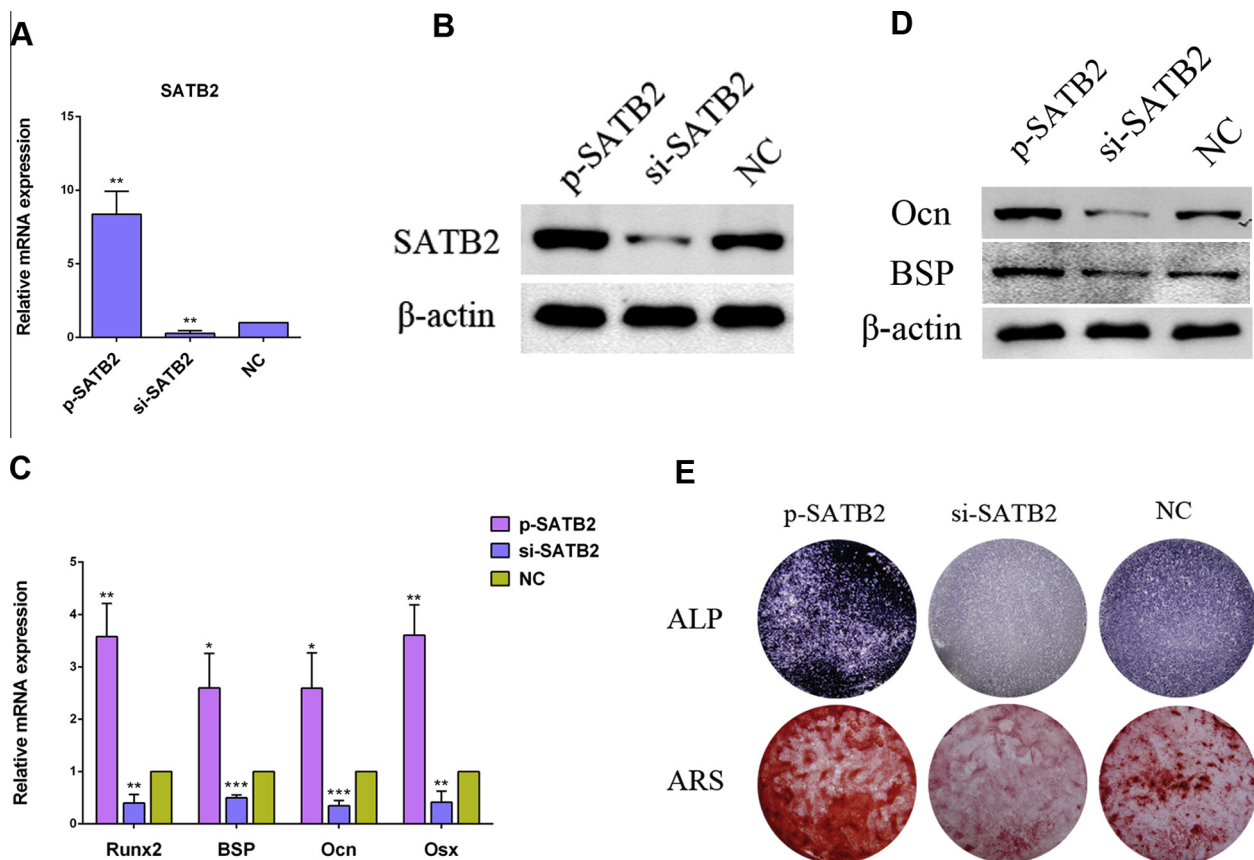 A
SATB2
Relative mRNA expression
15
10
5
0
**
**
p-SATB2
si-SATB2
NC
B
p-SATB2
si-SATB2
NC
SATB2
β-actin
D
p-SATB2
si-SATB2
NC
Ocn
BSP
β-actin
C
p-SATB2
si-SATB2
NC
Relative mRNA expression
5
4
3
2
1
0
**
**
*
***
*
***
**
**
Runx2
BSP
Ocn
Osx
E
p-SATB2
si-SATB2
NC
ALP
ARS